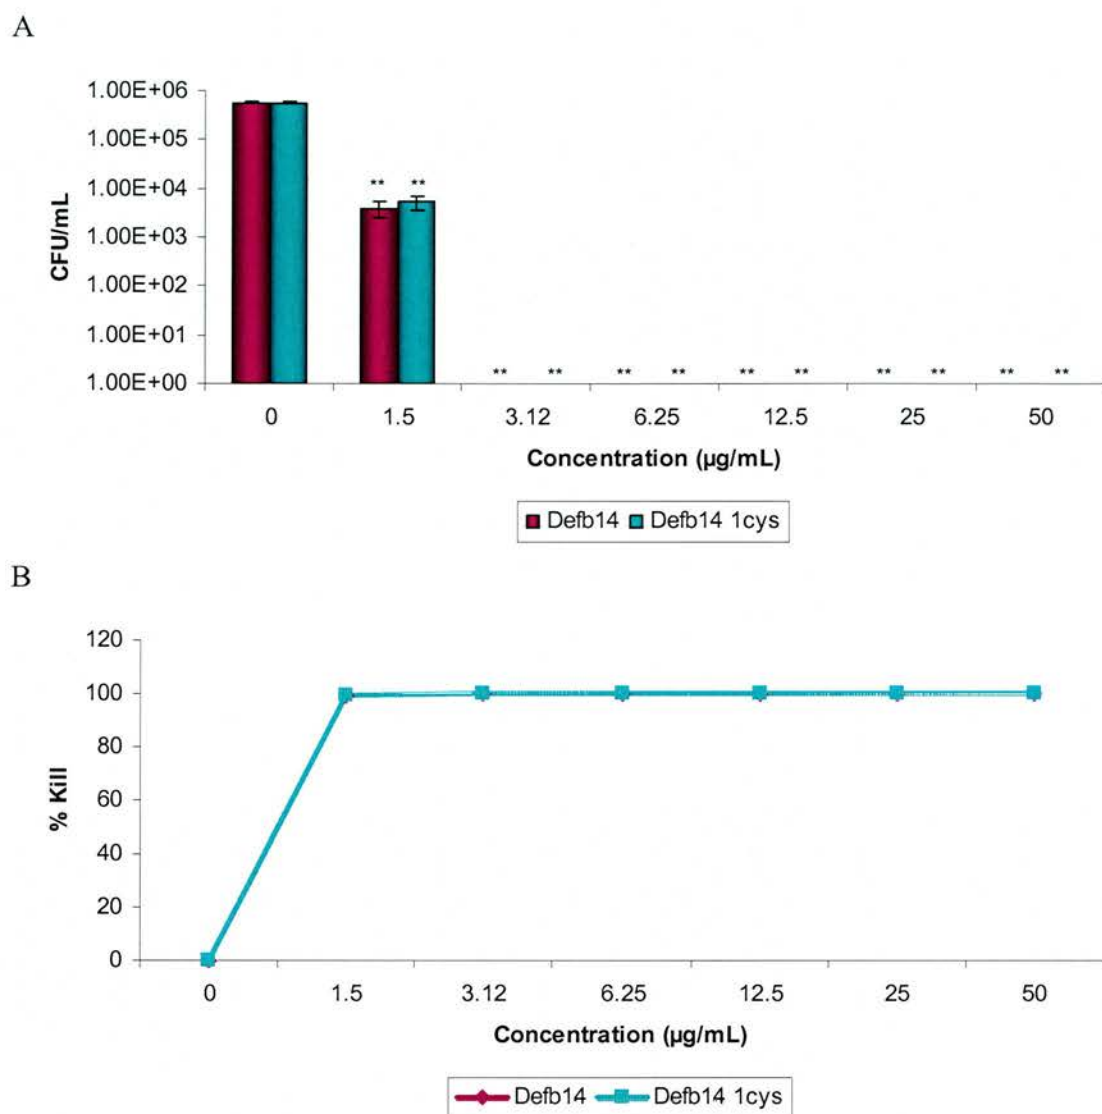 A
1.00E+06
1.00E+05
1.00E+04
1.00E+03
1.00E+02
1.00E+01
1.00E+00
CFU/mL
** **
** ** ** ** ** ** ** ** ** **
0 1.5 3.12 6.25 12.5 25 50
Concentration (µg/mL)
Defb14 Defb14 1cys
B
120
100
80
60
40
20
0
% Kill
0 1.5 3.12 6.25 12.5 25 50
Concentration (µg/mL)
Defb14 Defb14 1cys